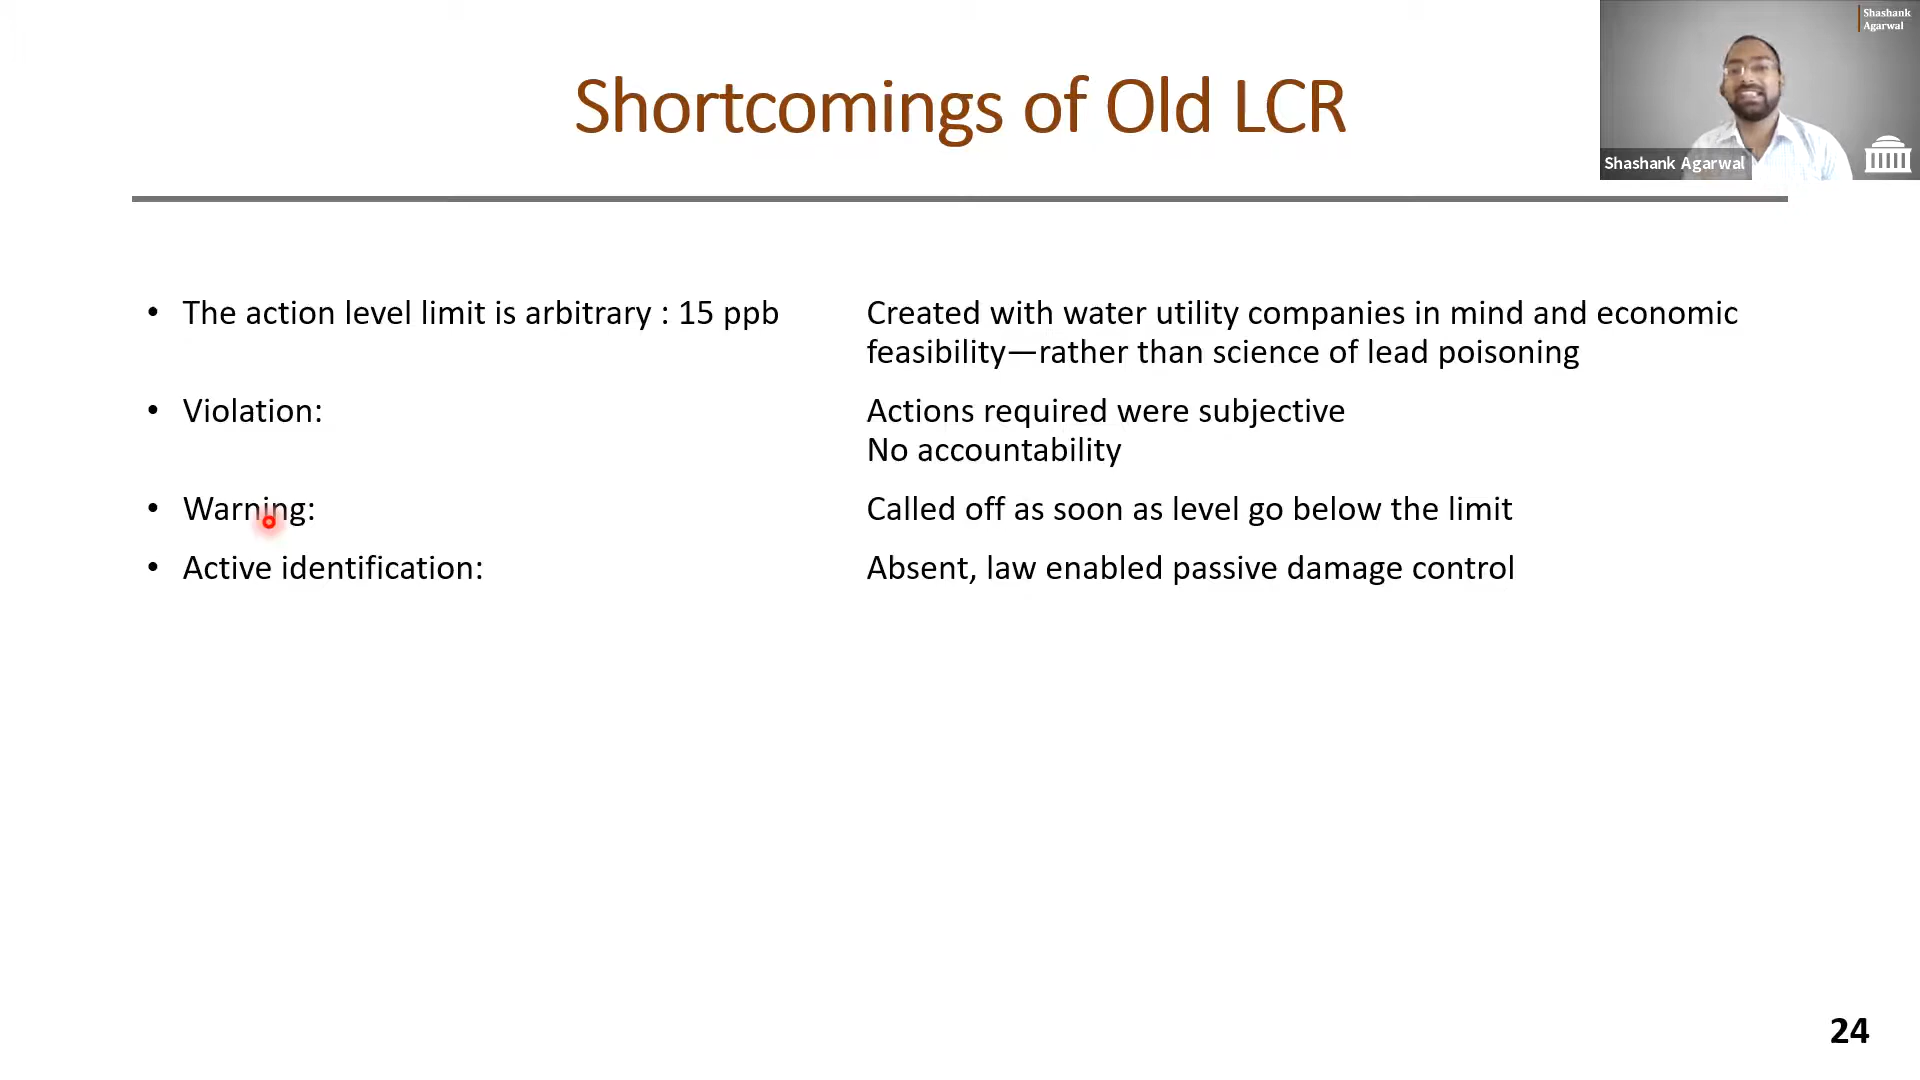 Shortcomings of Old LCR
Shashank
Agarwal
Shashank Agarwal
• The action level limit is arbitrary : 15 ppb
Created with water utility companies in mind and economic
feasibility—rather than science of lead poisoning
• Violation:
Actions required were subjective
No accountability
• Warning:
Called off as soon as level go below the limit
• Active identification:
Absent, law enabled passive damage control
24